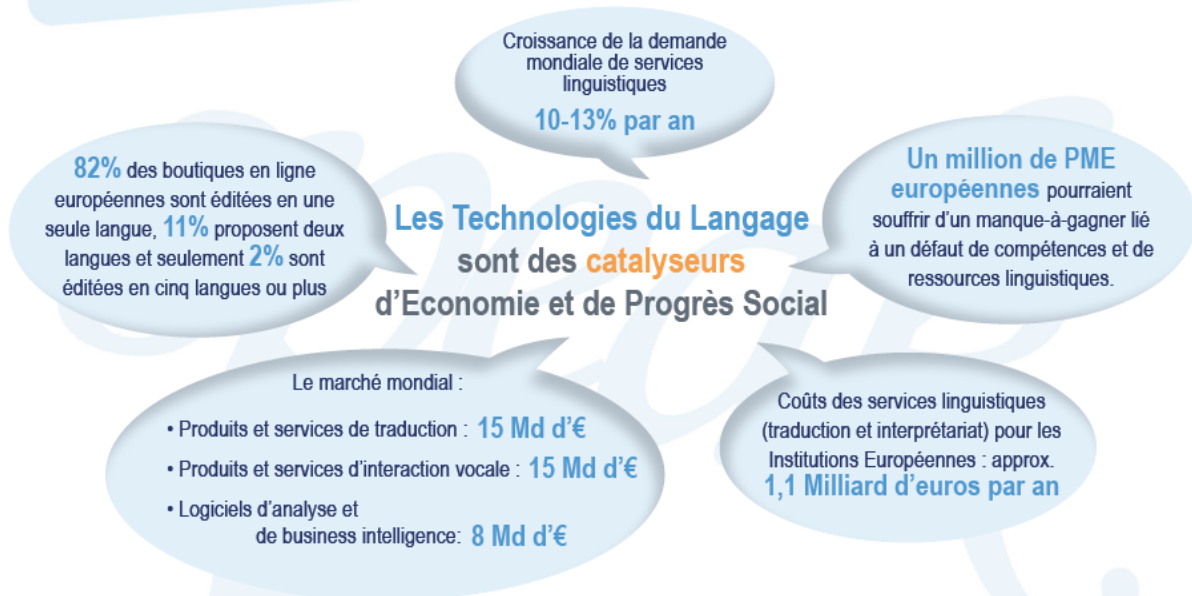 Croissance de la demande
mondiale de services
linguistiques
10-13% par an
82% des boutiques en ligne
européennes sont éditées en une
seule langue, 11% proposent deux
langues et seulement 2% sont
éditées en cinq langues ou plus
Les Technologies du Langage
sont des catalyseurs
d'Economie et de Progrès Social
Un million de PME
européennes pourraient
souffrir d'un manque-à-gagner lié
à un défaut de compétences et de
ressources linguistiques.
Le marché mondial :
• Produits et services de traduction : 15 Md d'€
• Produits et services d'interaction vocale : 15 Md d'€
• Logiciels d'analyse et
de business intelligence: 8 Md d'€
Coûts des services linguistiques
(traduction et interprétariat) pour les
Institutions Européennes : approx.
1,1 Milliard d'euros par an